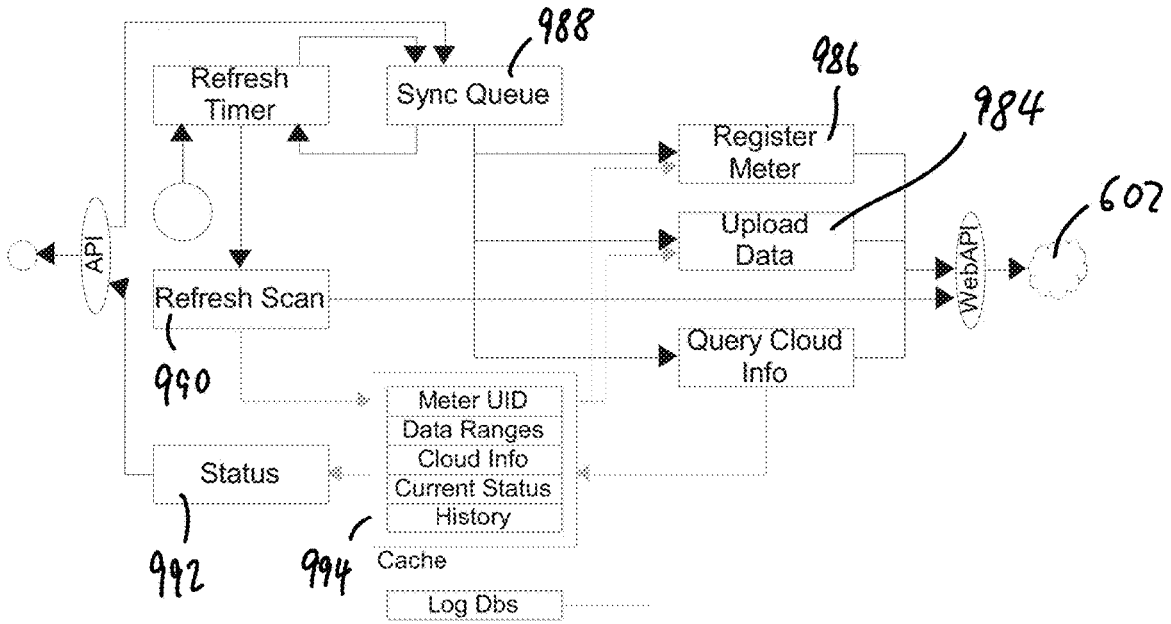 988
Refresh
Timer
Sync Queue
986
984
Register
Meter
602
Upload
Data
API
WebAPI
Refresh Scan
990
Query Cloud
Info
Meter UID
Data Ranges
Cloud Info
Current Status
History
Status
992
994
Cache
Log Dbs